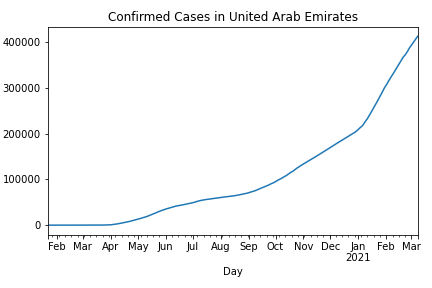 Confirmed Cases in United Arab Emirates
400000
300000
200000
100000
0
Feb Mar Apr May Jun Jul Aug Sep Oct Nov Dec Jan Feb Mar
2021
Day